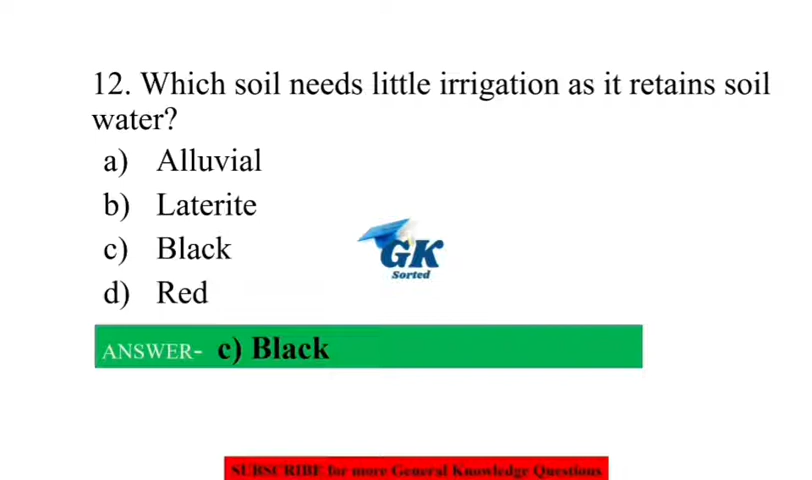 12. Which soil needs little irrigation as it retains soil
water?
a) Alluvial
b) Laterite
c) Black
d) Red
GK
Sorted
ANSWER- c) Black
SUBSCRIBE for more General Knowledge Questions